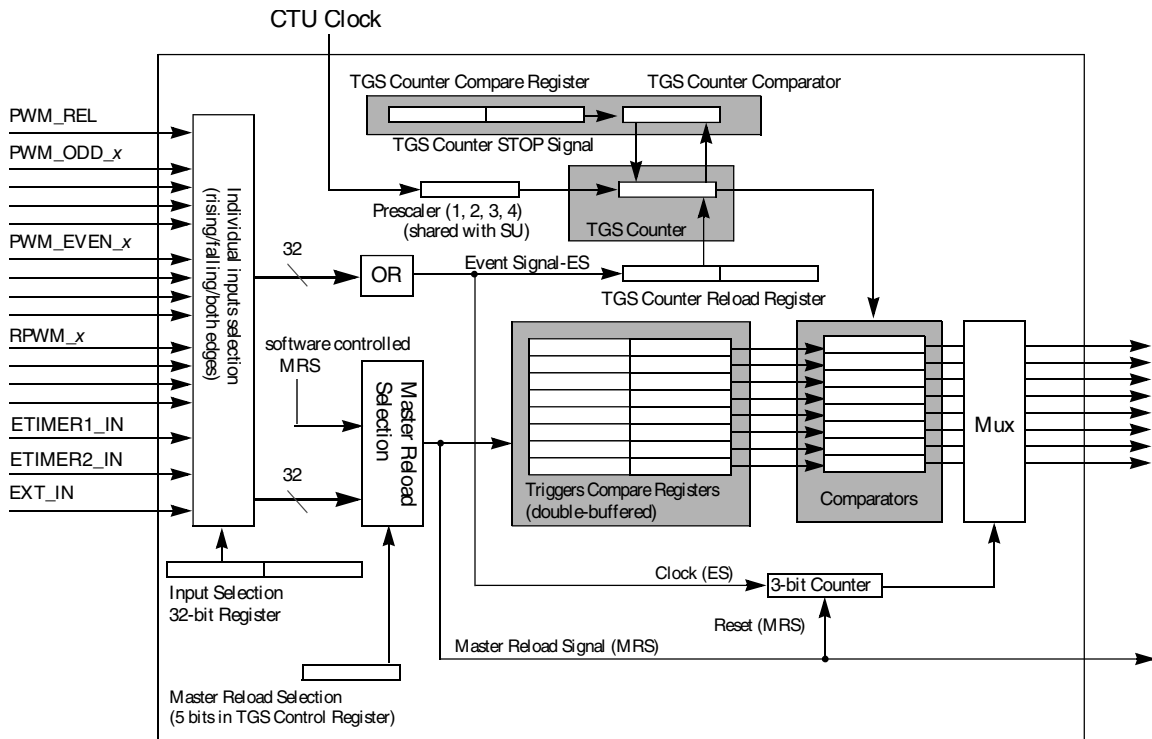 CTU Clock
TGS Counter Compare Register
TGS Counter Comparator
PWM_REL
TGS Counter STOP Signal
PWM_ODD_x
Individual inputs selection
(rising/falling/both edges)
Prescaler (1, 2, 3, 4)
(shared with SU)
TGS Counter
PWM_EVEN_x
32
OR
Event Signal-ES
TGS Counter Reload Register
RPWM_x
software controlled
MRS
Master Reload
Selection
Mux
ETIMER1_IN
ETIMER2_IN
32
EXT_IN
Triggers Compare Registers
(double-buffered)
Comparators
Clock (ES)
3-bit Counter
Input Selection
32-bit Register
Reset (MRS)
Master Reload Signal (MRS)
Master Reload Selection
(5 bits in TGS Control Register)